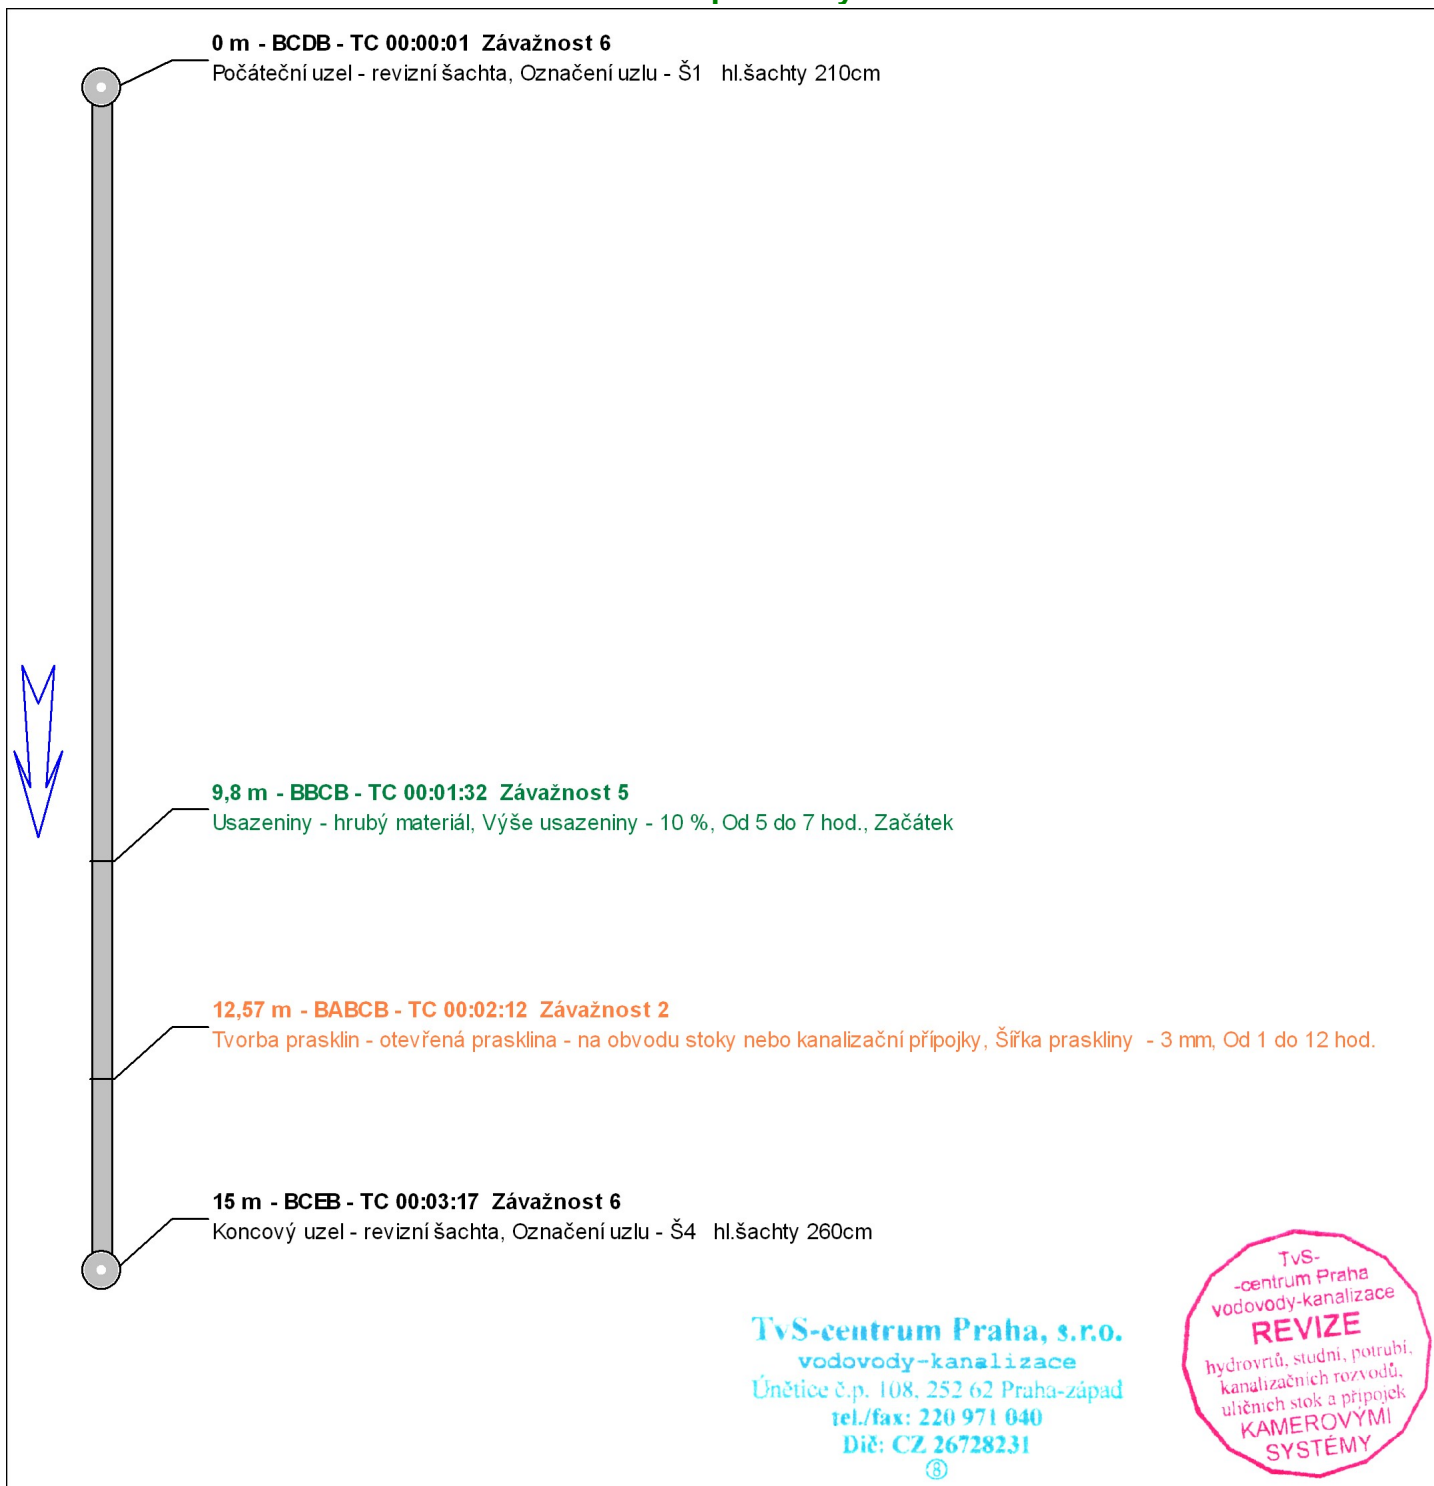 0 m - BCDB - TC 00:00:01 Závažnost 6
Počáteční uzel - revizní šachta, Označení uzlu - Š1 hl.šachty 210cm
9,8 m - BBCB - TC 00:01:32 Závažnost 5
Usazeniny - hrubý materiál, Výše usazeniny - 10 %, Od 5 do 7 hod., Začátek
12,57 m - BABCB - TC 00:02:12 Závažnost 2
Tvorba prasklin - otevřená prasklina - na obvodu stoky nebo kanalizační přípojky, Šířka praskliny - 3 mm, Od 1 do 12 hod.
15 m - BCEB - TC 00:03:17 Závažnost 6
Koncový uzel - revizní šachta, Označení uzlu - Š4 hl.šachty 260cm
TvS-centrum Praha, s.r.o.
vodovody-kanalizace
Únětice č.p. 108, 252 62 Praha-západ
tel./fax: 220 971 040
Dič: CZ 26728231
8
TvS-
-centrum Praha
vodovody-kanalizace
REVIZE
hydrovrtů, studní, potrubí,
kanalizačních rozvodů,
uličních stok a přípojek
KAMEROVÝMI
SYSTÉMY